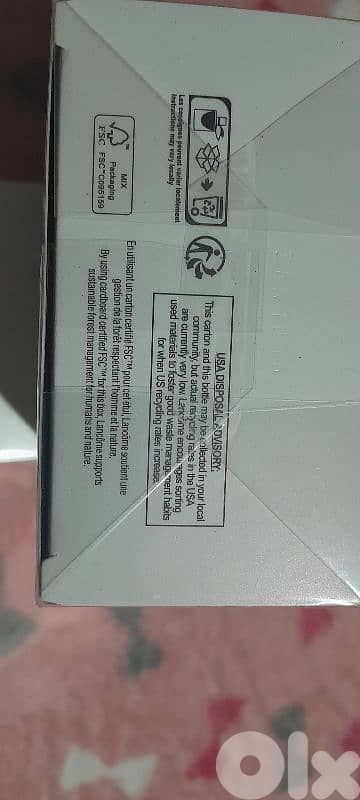 Les consignes peuvent varier localement
Instructions may vary locally
FSC
MIX
Packaging
FSC™ C095159
USA DISPOSAL ADVISORY:
This carton and this bottle may be collected in your local
community, but actual recycling rates in the USA
are currently very low. Lancôme encourages sorting
used materials to foster good waste management habits
for when US recycling rates increase.
En utilisant un carton certifié FSC™ pour cet étui, Lancôme soutient une
gestion de la forêt respectant l'homme et la nature.
By using cardboard certified FSC™ for this box, Lancôme supports
sustainable forest management for humans and nature.
olx